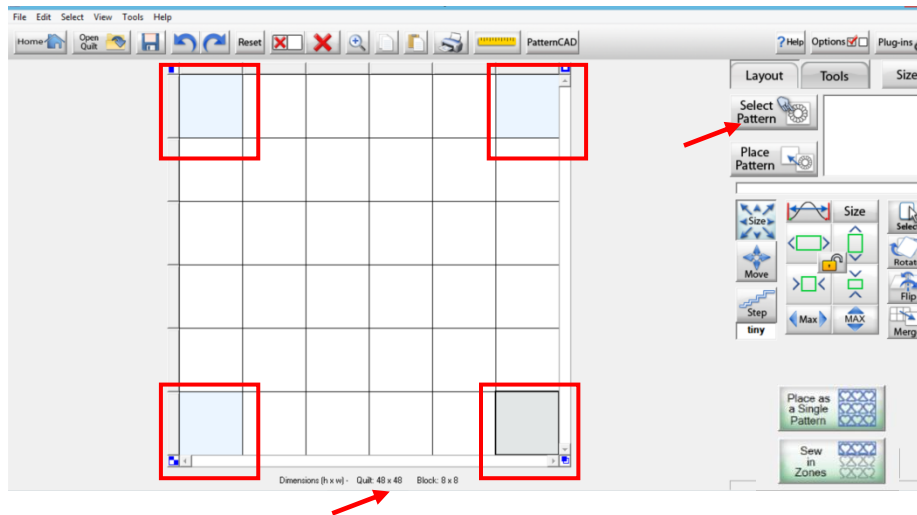 File Edit Select View Tools Help
Home Open Quilt Reset PatternCAD ?Help Options Plug-ins
Layout Tools Size
Select
Pattern
Place
Pattern
Size Size Select
Move Rotat
Flip
Step Max MAX
tiny Merg
Place as
a Single
Pattern
Sew
in
Zones
Dimensions (h x w) - Quilt: 48 x 48 Block: 8 x 8